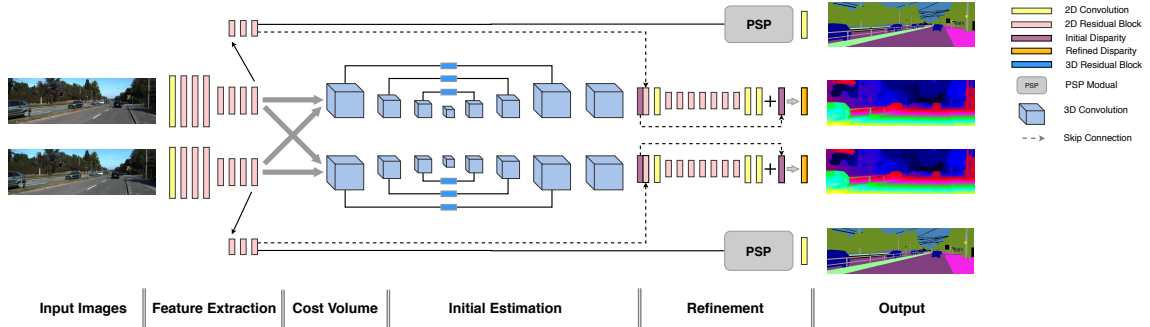 PSP
2D Convolution
2D Residual Block
Initial Disparity
Refined Disparity
3D Residual Block
PSP
PSP Modual
3D Convolution
Skip Connection
PSP
Input Images
Feature Extraction
Cost Volume
Initial Estimation
Refinement
Output